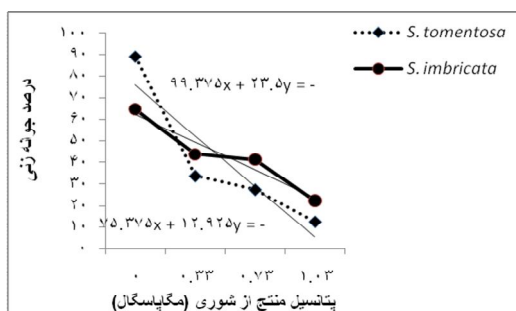 S. tomentosa
S. imbricata
درصد جوانه زنی
۱۰۰
۹۰
۸۰
۷۰
۶۰
۵۰
۴۰
۳۰
۲۰
۱۰
۰
۹۹.۳۷۵x + ۲۳.۵y = -
۷۵.۳۷۵x + ۱۲.۹۲۵y = -
۰ ۰.۳۳ ۰.۷۳ ۱.۰۳
پتانسیل منتج از شوری (مگاپاسگال)